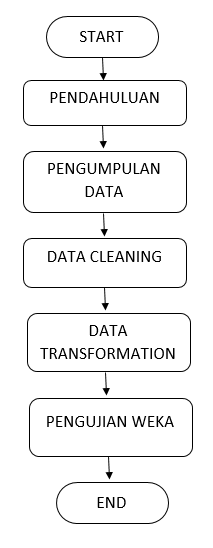 START
PENDAHULUAN
PENGUMPULAN
DATA
DATA CLEANING
DATA
TRANSFORMATION
PENGUJIAN WEKA
END